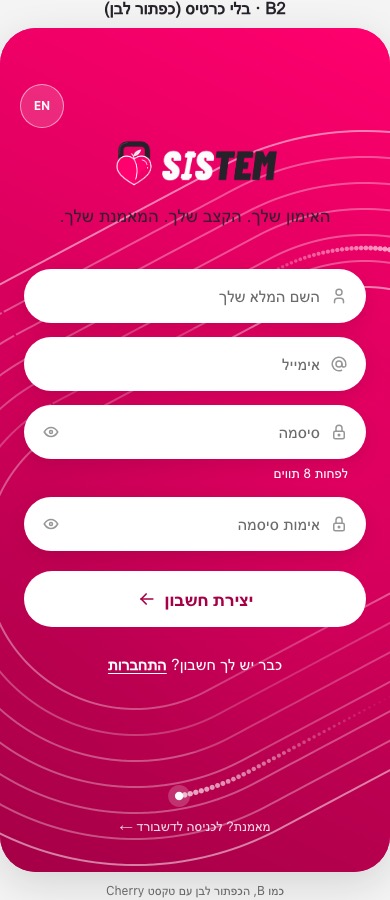 B2 · בלי כרטיס (כפתור לבן)
EN
SISTEM
האימון שלך. הקצב שלך. המאמנת שלך.
השם המלא שלך
אימייל
סיסמה
לפחות 8 תווים
אימות סיסמה
יצירת חשבון ←
כבר יש לך חשבון? התחברות
מאמנת? לכניסה לדשבורד ←
כמו B, הכפתור לבן עם טקסט Cherry